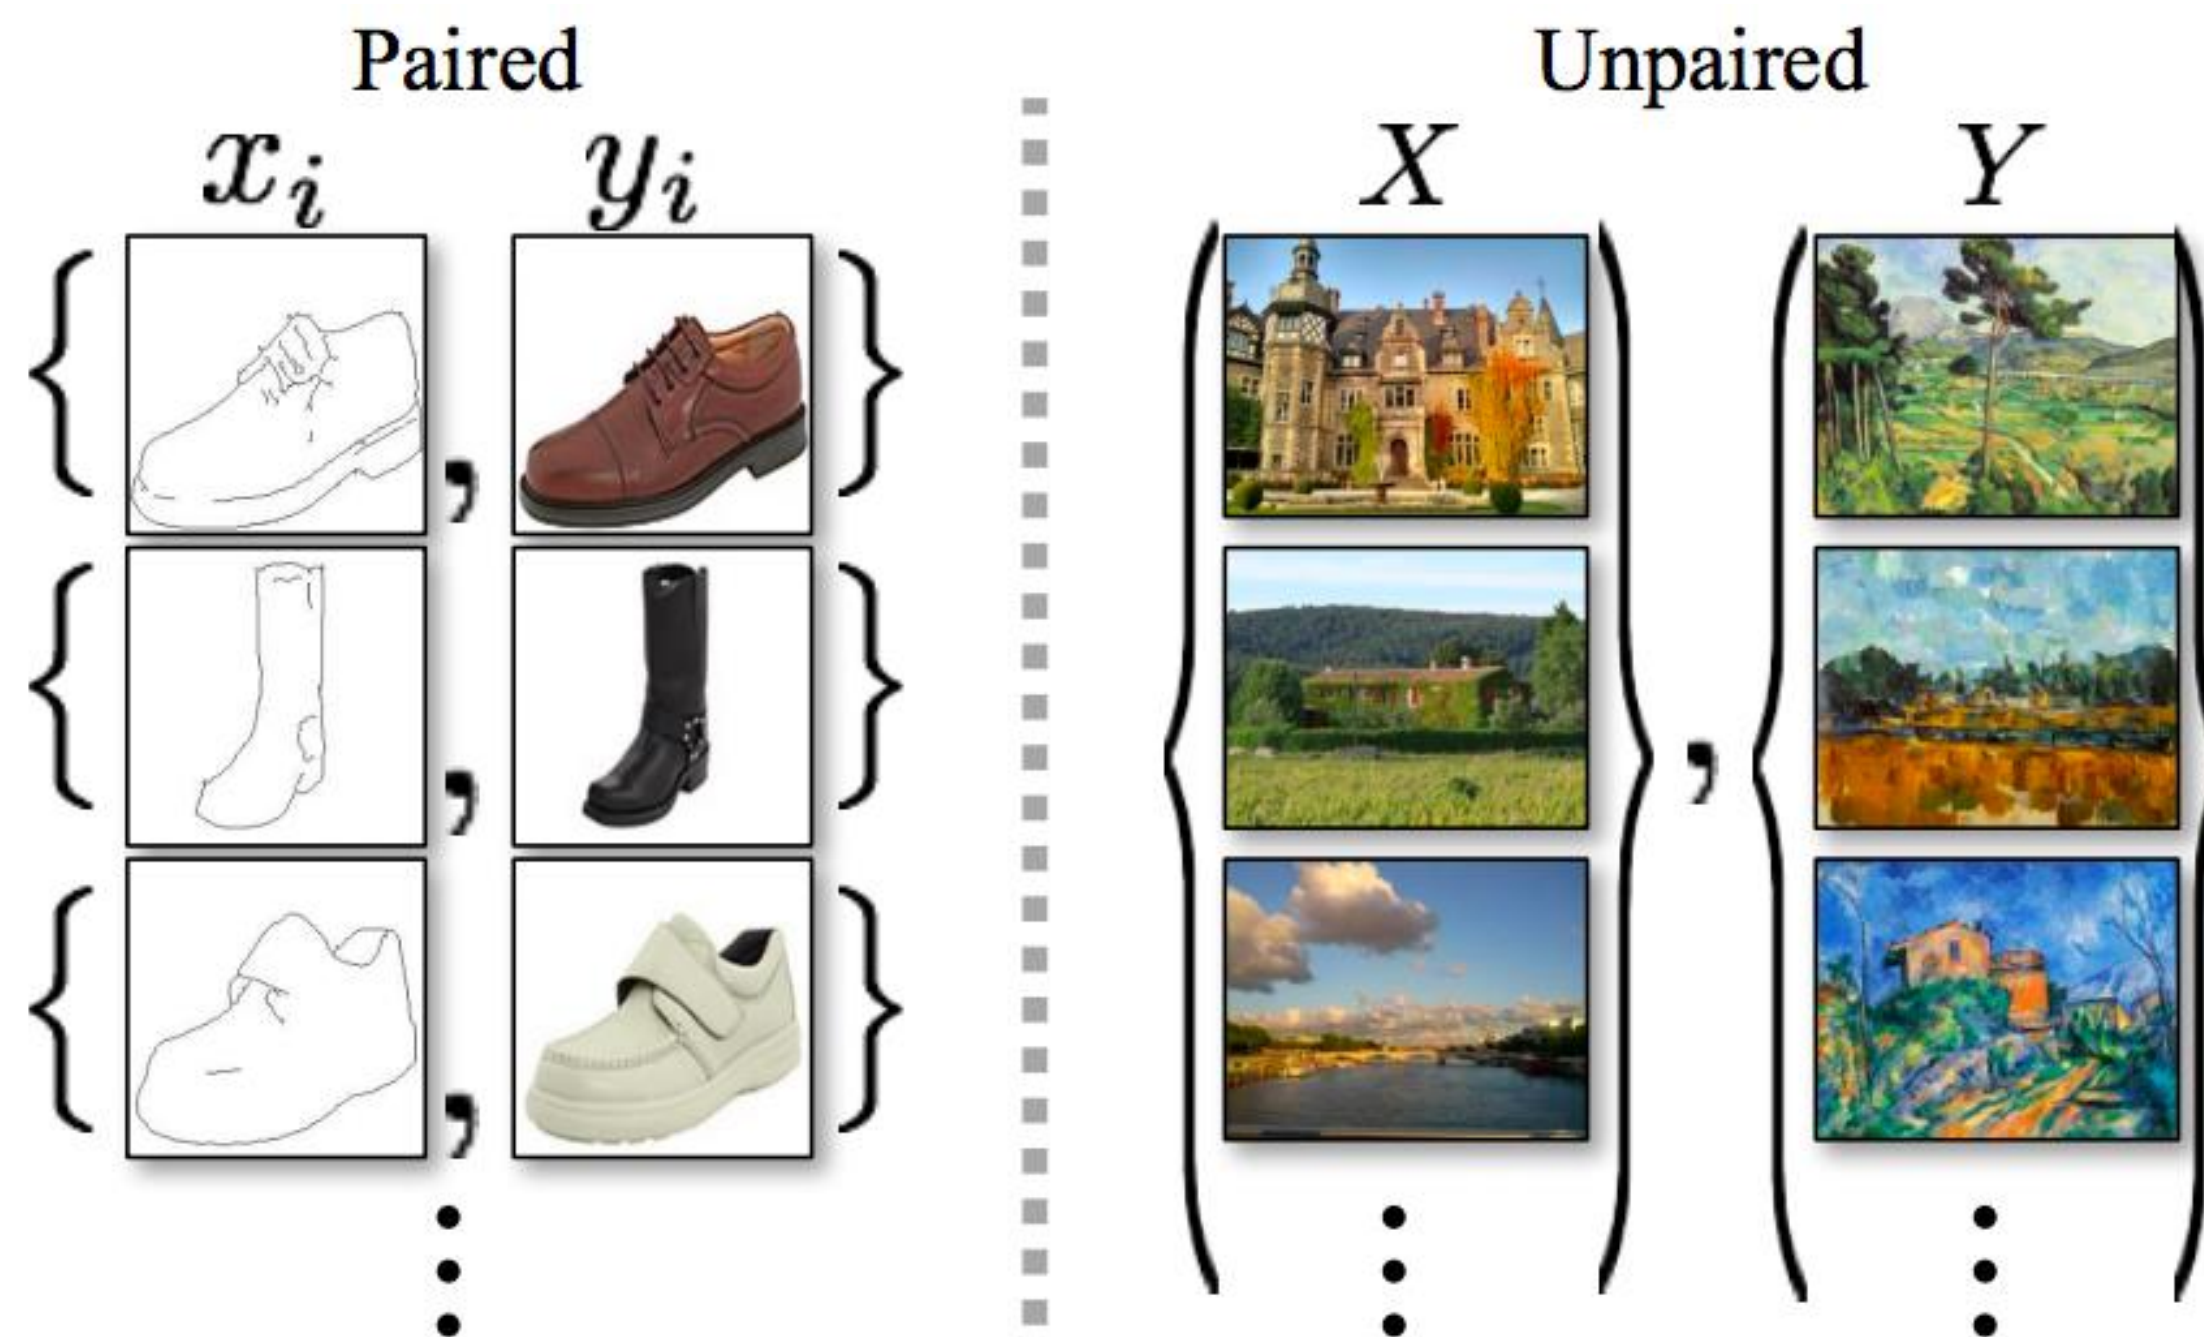 Paired
Unpaired
x_i
y_i
X
Y
{ , }
{ , }
{ , }
{ } , { }